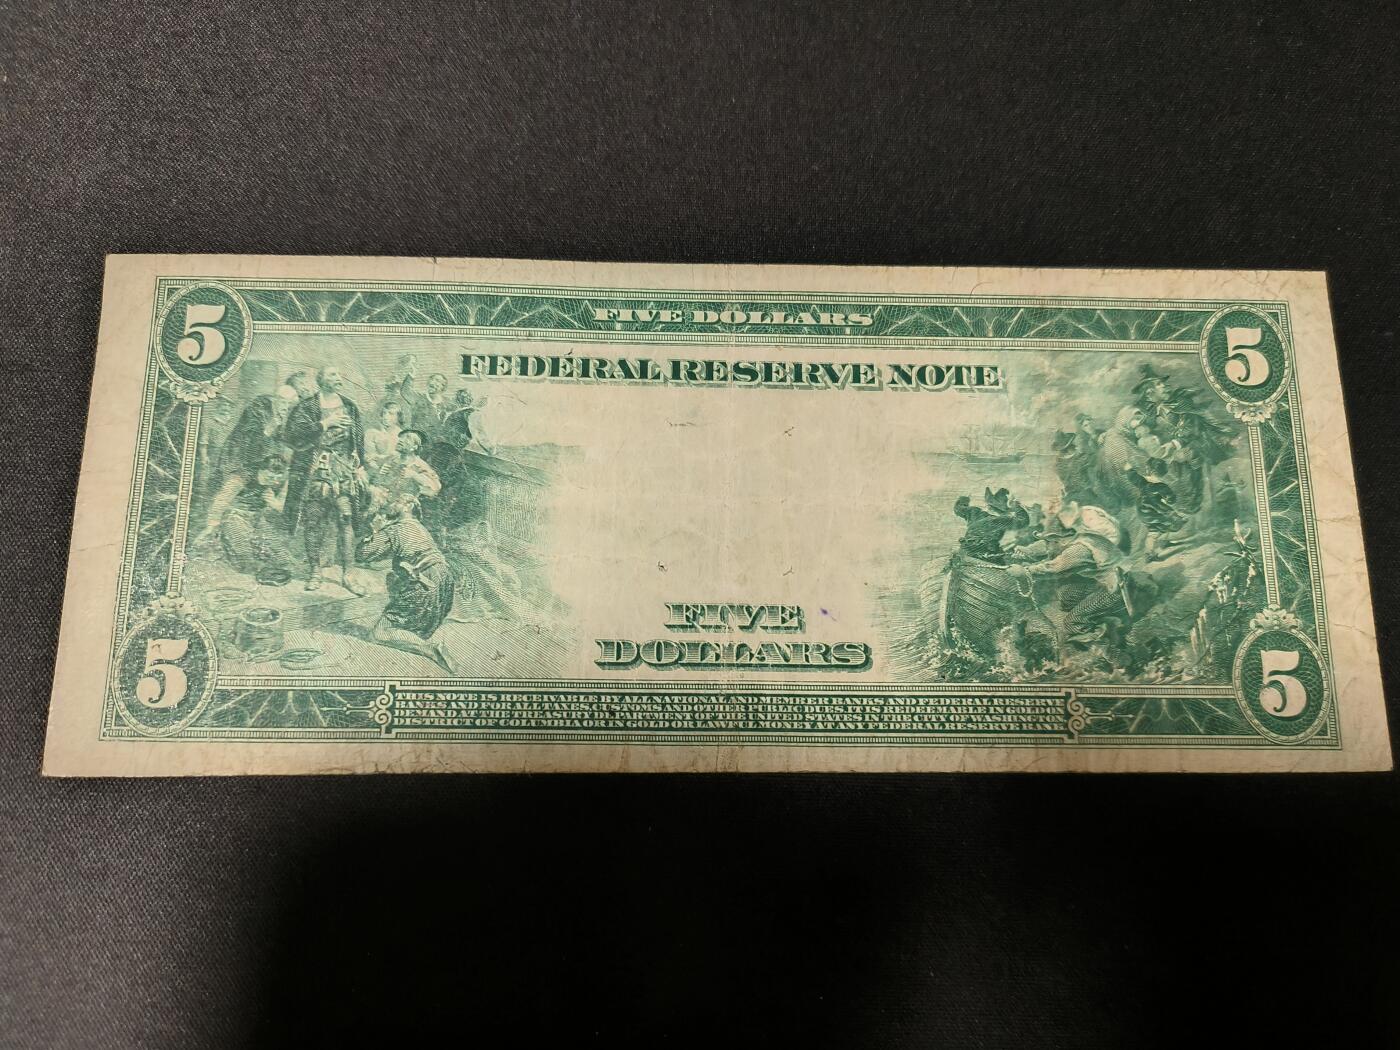 5 FIVE DOLLARS 5
FEDERAL RESERVE NOTE
FIVE
DOLLARS
5 5
THIS NOTE IS RECEIVABLE BY ALL NATIONAL AND MEMBER BANKS AND FEDERAL RESERVE
BANKS AND FOR ALL TAXES, CUSTOMS AND OTHER PUBLIC DUES. IT IS REDEEMABLE IN GOLD ON
DEMAND AT THE TREASURY DEPARTMENT OF THE UNITED STATES IN THE CITY OF WASHINGTON,
DISTRICT OF COLUMBIA OR IN GOLD OR LAWFUL MONEY AT ANY FEDERAL RESERVE BANK.